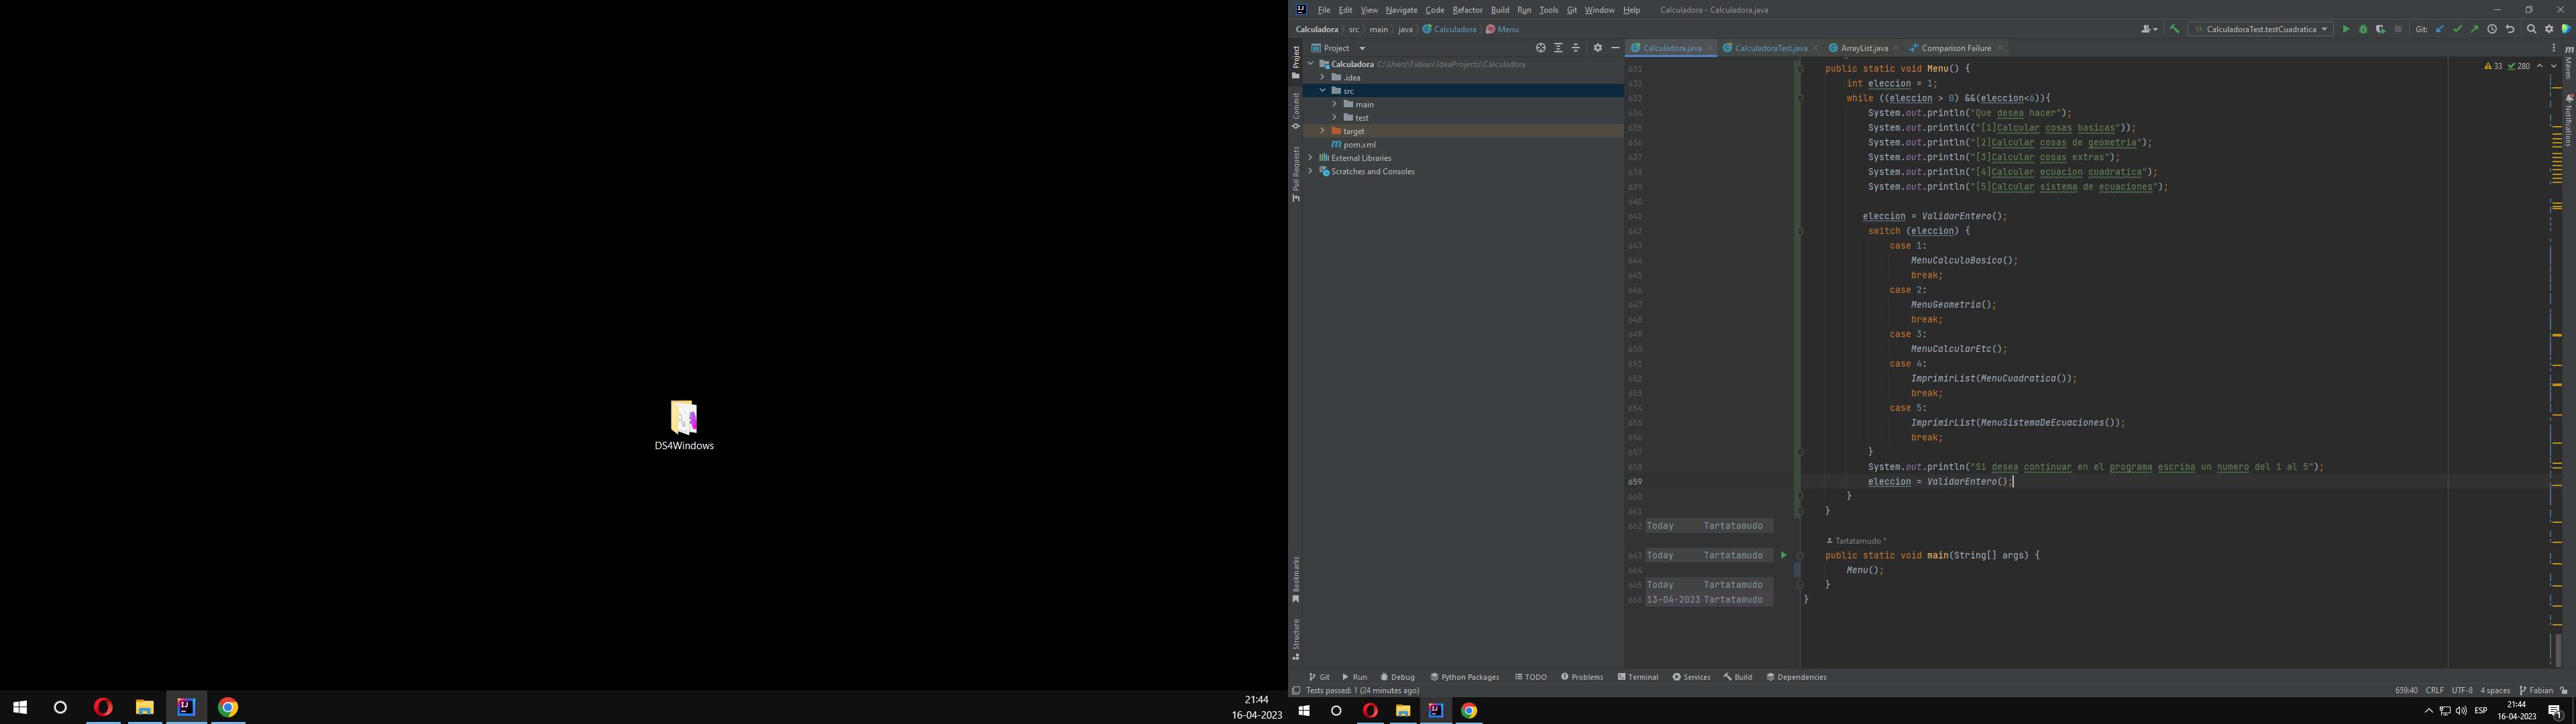 DS4Windows
21:44
16-04-2023
File Edit View Navigate Code Refactor Build Run Tools Git Window Help Calculadora - Calculadora.java
Calculadora src main java Calculadora Menu CalculadoraTest.testCuadratica Git:
Project
Calculadora.java CalculadoraTest.java ArrayList.java Comparison Failure
Project
Commit
Pull Requests
Bookmarks
Structure
Calculadora C:\Users\Fabian\IdeaProjects\Calculadora
.idea
src
main
test
target
pom.xml
External Libraries
Scratches and Consoles
33 280
Maven
Notifications
631 public static void Menu() {
632 int eleccion = 1;
633 while ((eleccion > 0) &&(eleccion<6)){
634 System.out.println("Que desea hacer");
635 System.out.println(("[1]Calcular cosas basicas"));
636 System.out.println("[2]Calcular cosas de geometria");
637 System.out.println("[3]Calcular cosas extras");
638 System.out.println("[4]Calcular ecuacion cuadratica");
639 System.out.println("[5]Calcular sistema de ecuaciones");
640
641 eleccion = ValidarEntero();
642 switch (eleccion) {
643 case 1:
644 MenuCalculoBasico();
645 break;
646 case 2:
647 MenuGeometria();
648 break;
649 case 3:
650 MenuCalcularEtc();
651 case 4:
652 ImprimirList(MenuCuadratica());
653 break;
654 case 5:
655 ImprimirList(MenuSistemaDeEcuaciones());
656 break;
657 }
658 System.out.println("Si desea continuar en el programa escriba un numero del 1 al 5");
659 eleccion = ValidarEntero();
660 }
661 }
662 Today Tartatamudo
Tartatamudo *
663 Today Tartatamudo public static void main(String[] args) {
664 Menu();
665 Today Tartatamudo }
666 13-04-2023 Tartatamudo }
Git Run Debug Python Packages TODO Problems Terminal Services Build Dependencies
Tests passed: 1 (24 minutes ago) 659:40 CRLF UTF-8 4 spaces Fabian
ESP
21:44
16-04-2023